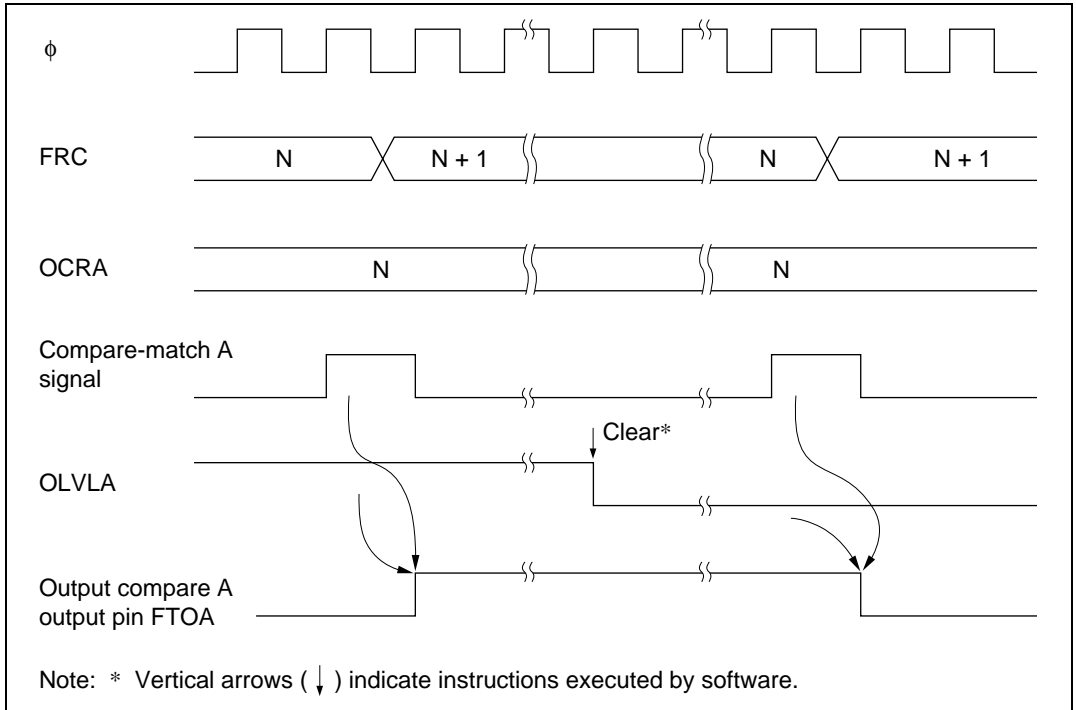 ϕ
FRC N N + 1 N N + 1
OCRA N N
Compare-match A
signal
Clear*
OLVLA
Output compare A
output pin FTOA
Note: * Vertical arrows ( ↓ ) indicate instructions executed by software.